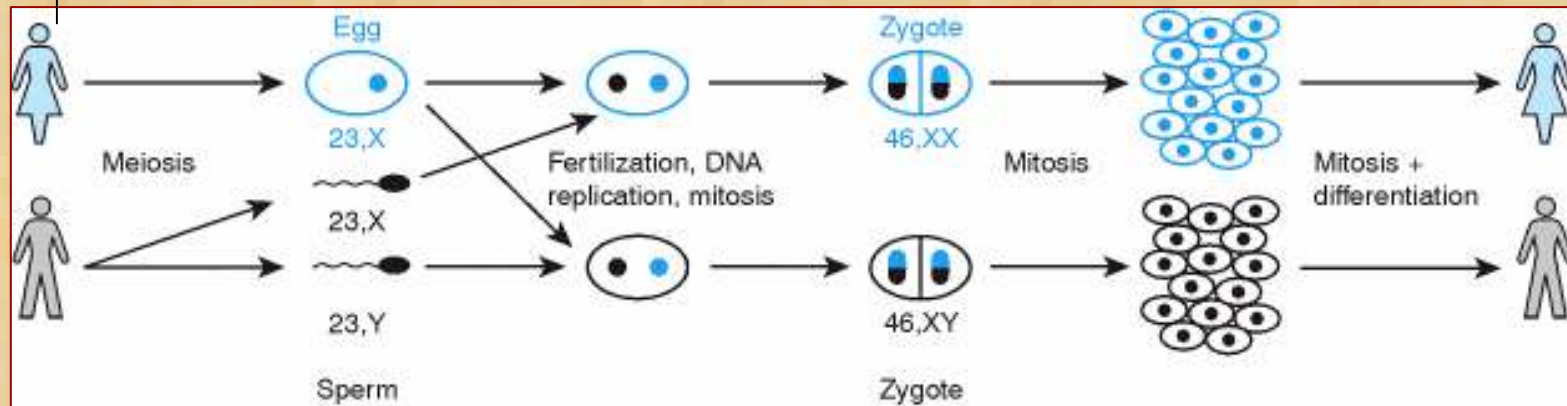 Egg
Zygote
23,X
46,XX
Meiosis
Fertilization, DNA
replication, mitosis
Mitosis
Mitosis +
differentiation
23,X
23,Y
46,XY
Sperm
Zygote